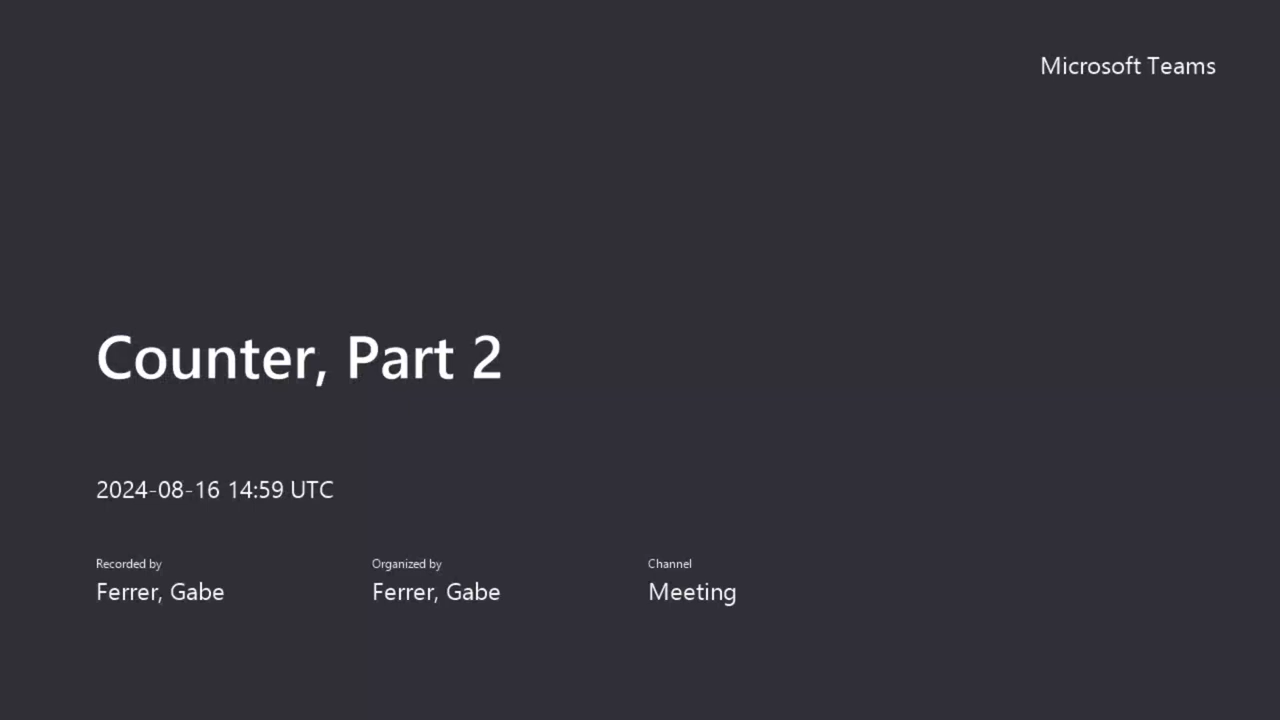 Microsoft Teams
Counter, Part 2
2024-08-16 14:59 UTC
Recorded by
Ferrer, Gabe
Organized by
Ferrer, Gabe
Channel
Meeting